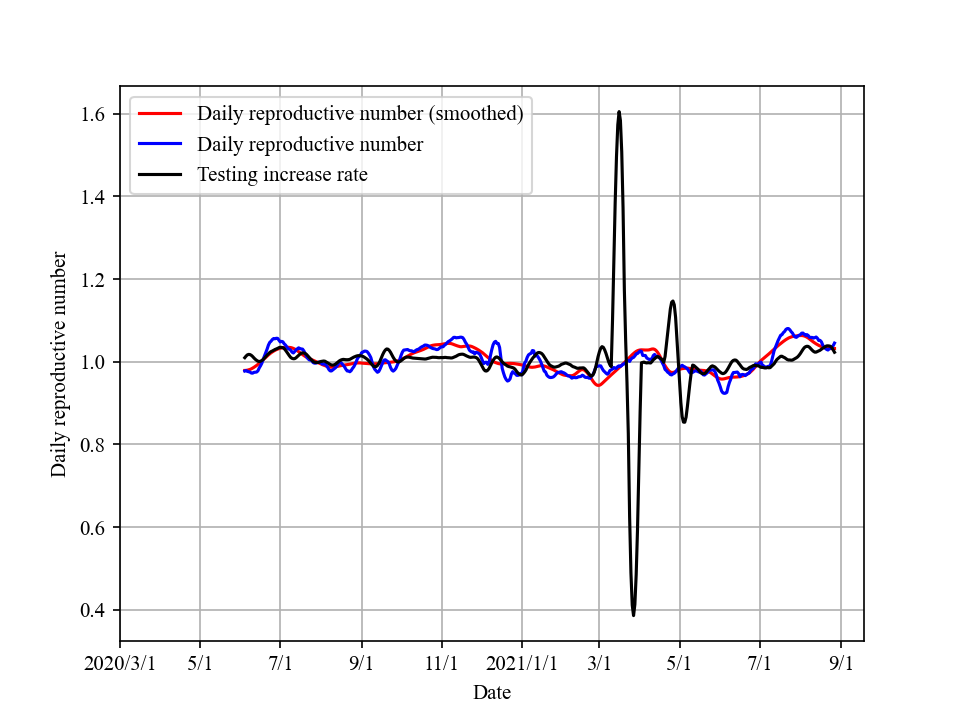 Daily reproductive number (smoothed)
Daily reproductive number
Testing increase rate
Daily reproductive number
1.6
1.4
1.2
1.0
0.8
0.6
0.4
2020/3/1 5/1 7/1 9/1 11/1 2021/1/1 3/1 5/1 7/1 9/1
Date